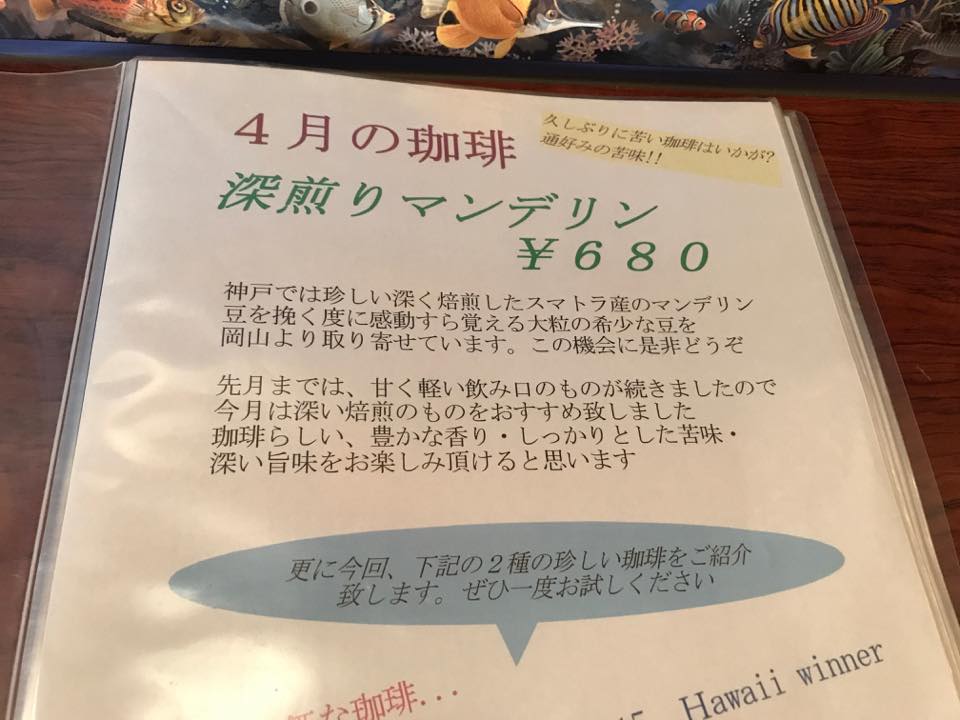 4月の珈琲
久しぶりに苦い珈琲はいかが?
通好みの苦味!!
深煎りマンデリン
￥680
神戸では珍しい深く焙煎したスマトラ産のマンデリン
豆を挽く度に感動すら覚える大粒の希少な豆を
岡山より取り寄せています。この機会に是非どうぞ
先月までは、甘く軽い飲み口のものが続きましたので
今月は深い焙煎のものをおすすめ致しました
珈琲らしい、豊かな香り・しっかりとした苦味・
深い旨味をお楽しみ頂けると思います
更に今回、下記の2種の珍しい珈琲をご紹介
致します。ぜひ一度お試しください
な珈琲...
Hawaii winner